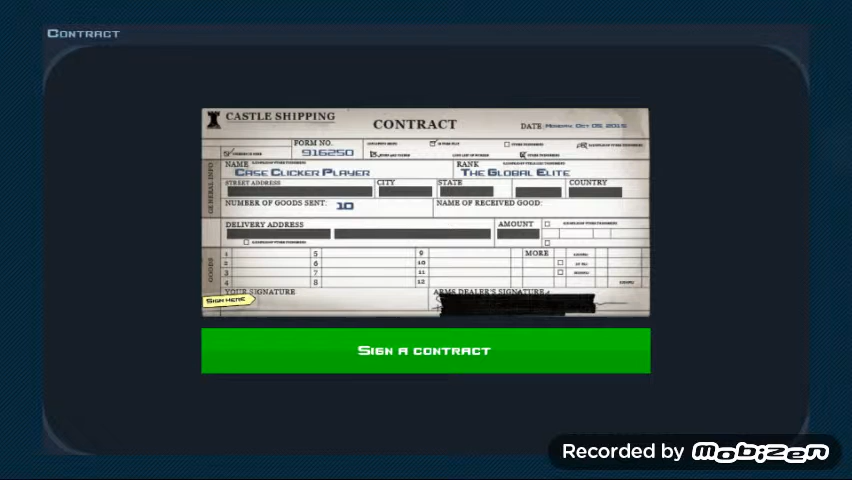 Contract
CASTLE SHIPPING
CONTRACT
DATE: Monday, Oct 05, 2015
FORM NO.
916250
NAME
Case Clicker Player
RANK
The Global Elite
GENERAL INFO
STREET ADDRESS
CITY
STATE
COUNTRY
NUMBER OF GOODS SENT: 10
NAME OF RECEIVED GOOD:
DELIVERY ADDRESS
AMOUNT
GOODS
1 5 9 MORE
2 6 10
3 7 11
4 8 12
YOUR SIGNATURE
ARMS DEALER'S SIGNATURE
Sign here
Sign a contract
Recorded by Mobizen